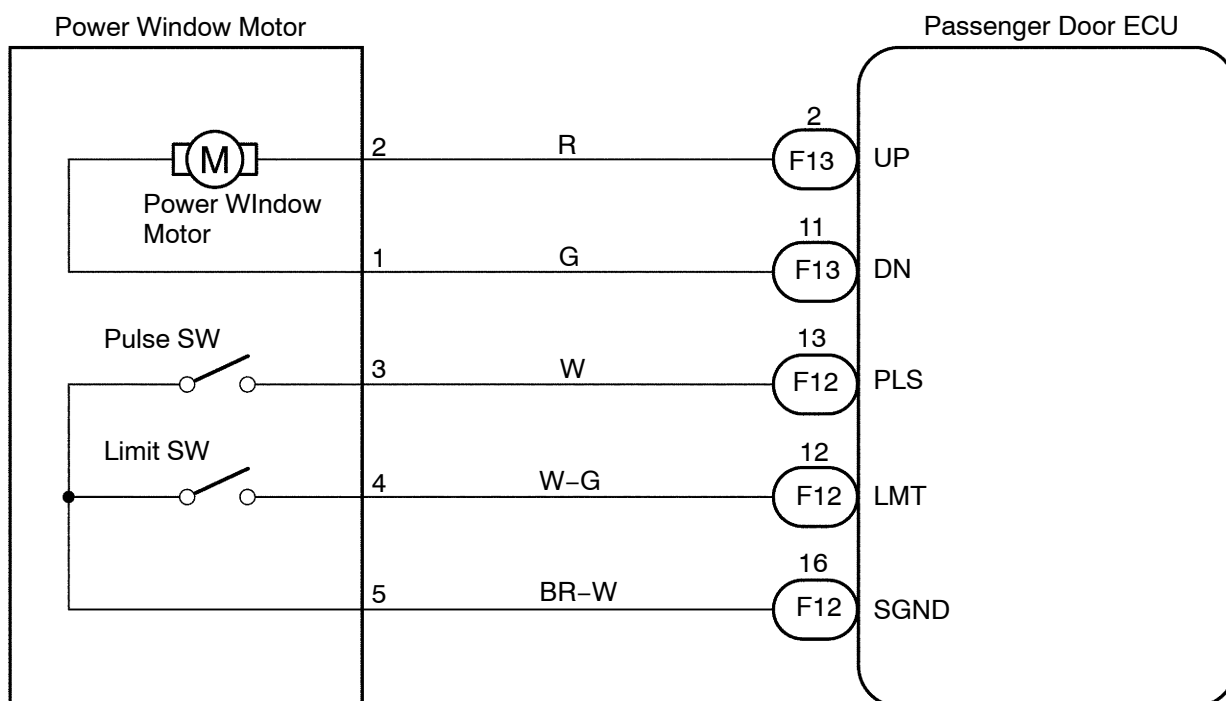 Power Window Motor
Passenger Door ECU
M
Power WIndow
Motor
2
R
2
F13
UP
1
G
11
F13
DN
Pulse SW
3
W
13
F12
PLS
Limit SW
4
W–G
12
F12
LMT
5
BR–W
16
F12
SGND